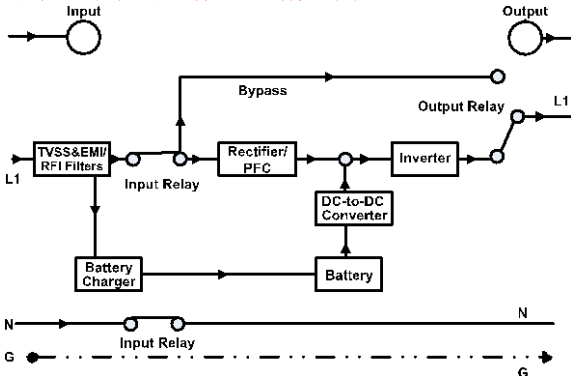 Input
Output
Bypass
Output Relay
L1
TVSS&EMI/
RFI Filters
Rectifier/
PFC
Inverter
L1
Input Relay
DC-to-DC
Converter
Battery
Charger
Battery
N
N
Input Relay
G
G